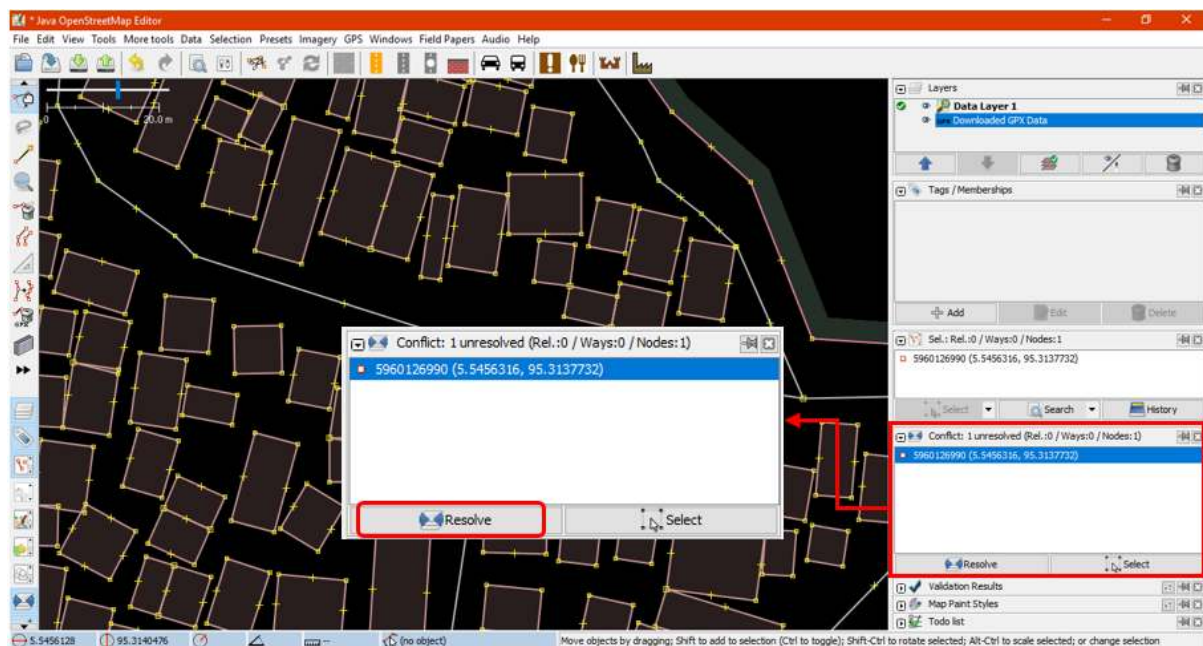 * Java OpenStreetMap Editor
File Edit View Tools More tools Data Selection Presets Imagery GPS Windows Field Papers Audio Help
0 20.0 m
Layers
Data Layer 1
Downloaded GPX Data
Tags / Memberships
Add Edit Delete
Sel.: Rel.:0 / Ways:0 / Nodes:1
5960126990 (5.5456316, 95.3137732)
Select Search History
Conflict: 1 unresolved (Rel.:0 / Ways:0 / Nodes:1)
5960126990 (5.5456316, 95.3137732)
Resolve Select
Conflict: 1 unresolved (Rel.:0 / Ways:0 / Nodes:1)
5960126990 (5.5456316, 95.3137732)
Resolve Select
Validation Results
Map Paint Styles
Todo list
5.5456128 95.3140476 -- (no object) Move objects by dragging; Shift to add to selection (Ctrl to toggle); Shift-Ctrl to rotate selected; Alt-Ctrl to scale selected; or change selection